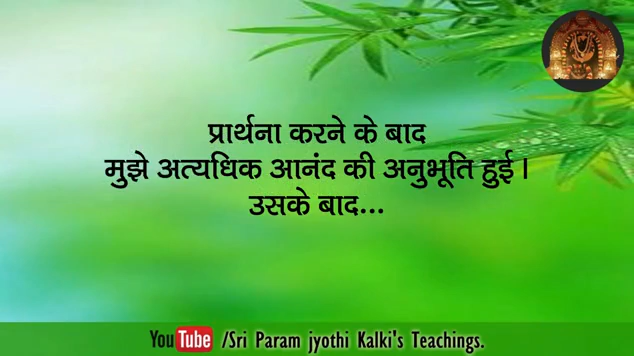 प्रार्थना करने के बाद
मुझे अत्यधिक आनंद की अनुभूति हुई।
उसके बाद...
YouTube /Sri Param jyothi Kalki's Teachings.